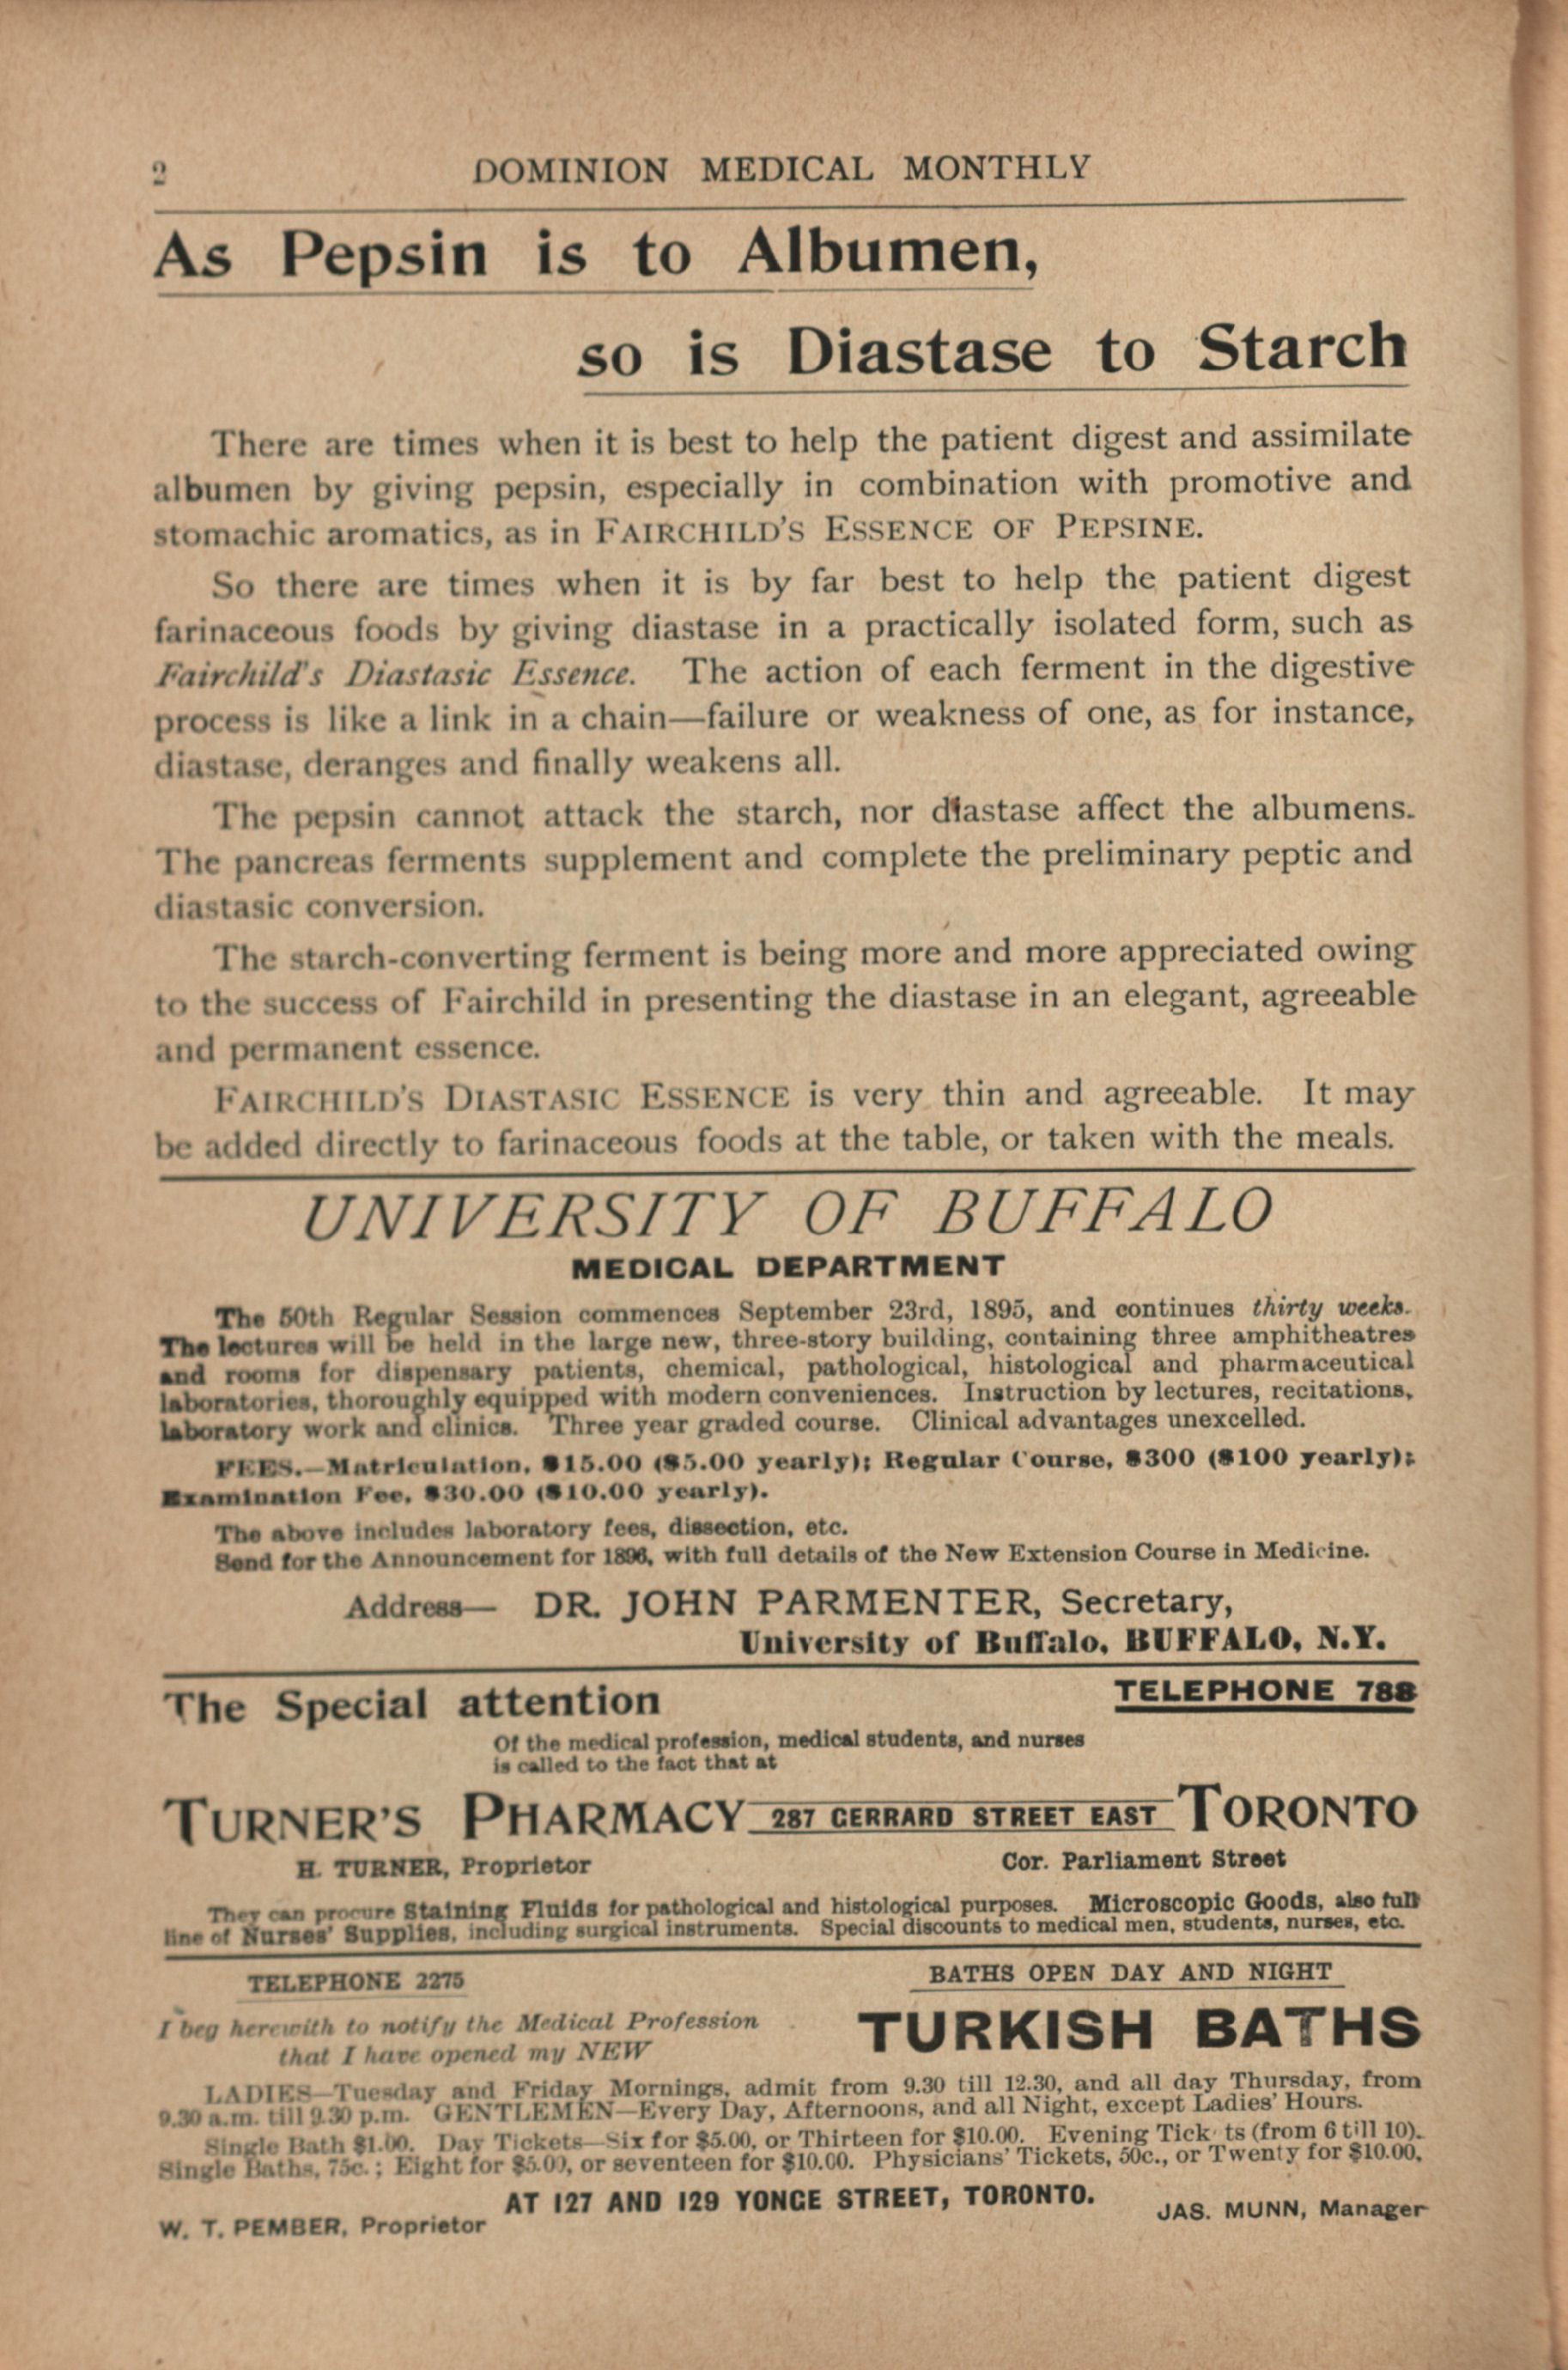 2
DOMINION MEDICAL MONTHLY
As Pepsin is to Albumen,
so is Diastase to Starch
There are times when it is best to help the patient digest and assimilate
albumen by giving pepsin, especially in combination with promotive and
stomachic aromatics, as in FAIRCHILD'S ESSENCE OF PEPSINE.
So there are times when it is by far best to help the patient digest
farinaceous foods by giving diastase in a practically isolated form, such as
Fairchild's Diastasic Essence. The action of each ferment in the digestive
process is like a link in a chain—failure or weakness of one, as for instance,
diastase, deranges and finally weakens all.
The pepsin cannot attack the starch, nor diastase affect the albumens.
The pancreas ferments supplement and complete the preliminary peptic and
diastasic conversion.
The starch-converting ferment is being more and more appreciated owing
to the success of Fairchild in presenting the diastase in an elegant, agreeable
and permanent essence.
FAIRCHILD'S DIASTASIC ESSENCE is very thin and agreeable. It may
be added directly to farinaceous foods at the table, or taken with the meals.
UNIVERSITY OF BUFFALO
MEDICAL DEPARTMENT
The 50th Regular Session commences September 23rd, 1895, and continues thirty weeks.
The lectures will be held in the large new, three-story building, containing three amphitheatres
and rooms for dispensary patients, chemical, pathological, histological and pharmaceutical
laboratories, thoroughly equipped with modern conveniences. Instruction by lectures, recitations,
laboratory work and clinics. Three year graded course. Clinical advantages unexcelled.
FEES.—Matriculation, $15.00 ($5.00 yearly); Regular Course, $300 ($100 yearly);
Examination Fee, $30.00 ($10.00 yearly).
The above includes laboratory fees, dissection, etc.
Send for the Announcement for 1896, with full details of the New Extension Course in Medicine.
Address— DR. JOHN PARMENTER, Secretary,
University of Buffalo, BUFFALO, N.Y.
The Special attention
TELEPHONE 788
Of the medical profession, medical students, and nurses
is called to the fact that at
TURNER'S PHARMACY 287 GERRARD STREET EAST TORONTO
H. TURNER, Proprietor
Cor. Parliament Street
They can procure Staining Fluids for pathological and histological purposes. Microscopic Goods, also full
line of Nurses' Supplies, including surgical instruments. Special discounts to medical men, students, nurses, etc.
TELEPHONE 2275
BATHS OPEN DAY AND NIGHT
I beg herewith to notify the Medical Profession
that I have opened my NEW
TURKISH BATHS
LADIES—Tuesday and Friday Mornings, admit from 9.30 till 12.30, and all day Thursday, from
9.30 a.m. till 9.30 p.m. GENTLEMEN—Every Day, Afternoons, and all Night, except Ladies' Hours.
Single Bath $1.00. Day Tickets—Six for $5.00, or Thirteen for $10.00. Evening Tick ts (from 6 till 10).
Single Baths, 75c.; Eight for $5.00, or seventeen for $10.00. Physicians' Tickets, 50c., or Twenty for $10.00,
AT 127 AND 129 YONGE STREET, TORONTO.
W. T. PEMBER, Proprietor
JAS. MUNN, Manager